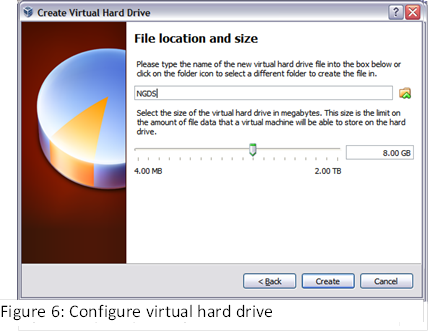 Create Virtual Hard Drive
File location and size
Please type the name of the new virtual hard drive file into the box below or
click on the folder icon to select a different folder to create the file in.
NGDS
Select the size of the virtual hard drive in megabytes. This size is the limit on
the amount of file data that a virtual machine will be able to store on the hard
drive.
8.00 GB
4.00 MB 2.00 TB
< Back Create Cancel
Figure 6: Configure virtual hard drive